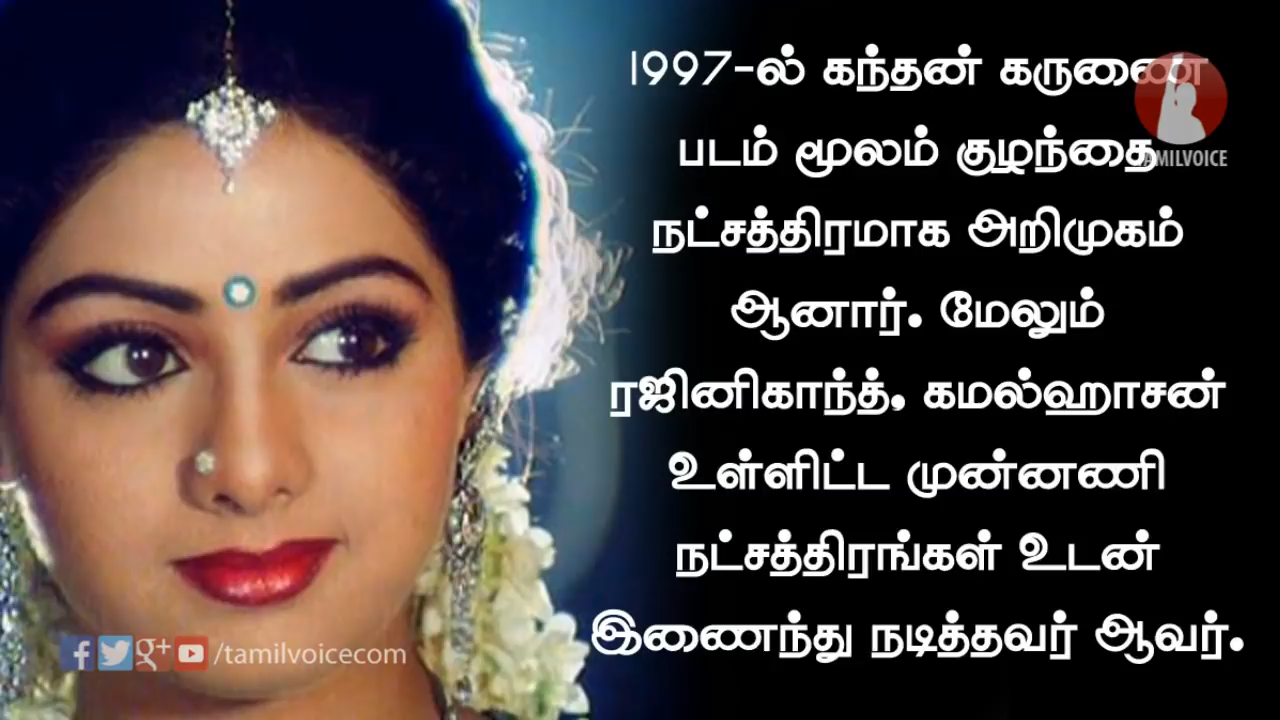 1997-ல் கந்தன் கருணை
படம் மூலம் குழந்தை
நட்சத்திரமாக அறிமுகம்
ஆனார். மேலும்
ரஜினிகாந்த், கமல்ஹாசன்
உள்ளிட்ட முன்னணி
நட்சத்திரங்கள் உடன்
இணைந்து நடித்தவர் ஆவர்.
TAMILVOICE
f g+ /tamilvoicecom